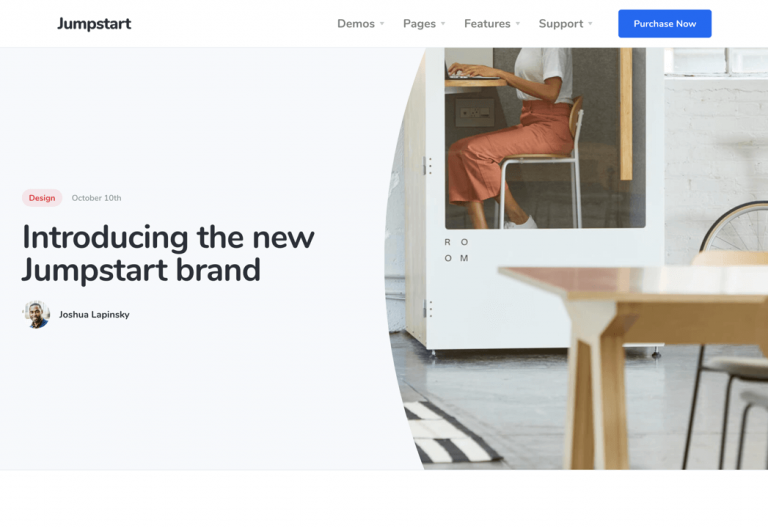 Jumpstart
Demos Pages Features Support Purchase Now
Design October 10th
Introducing the new
Jumpstart brand
Joshua Lapinsky
R O
O M